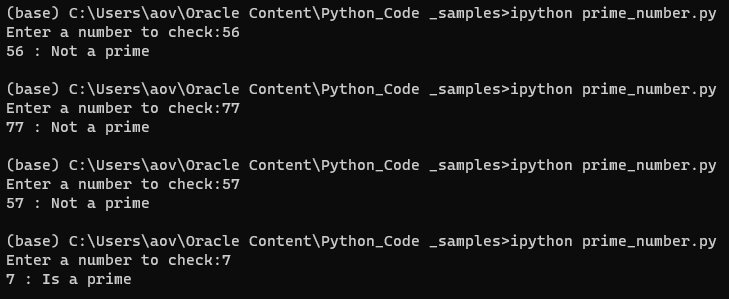 (base) C:\Users\aov\Oracle Content\Python_Code _samples>ipython prime_number.py
Enter a number to check:56
56 : Not a prime
(base) C:\Users\aov\Oracle Content\Python_Code _samples>ipython prime_number.py
Enter a number to check:77
77 : Not a prime
(base) C:\Users\aov\Oracle Content\Python_Code _samples>ipython prime_number.py
Enter a number to check:57
57 : Not a prime
(base) C:\Users\aov\Oracle Content\Python_Code _samples>ipython prime_number.py
Enter a number to check:7
7 : Is a prime